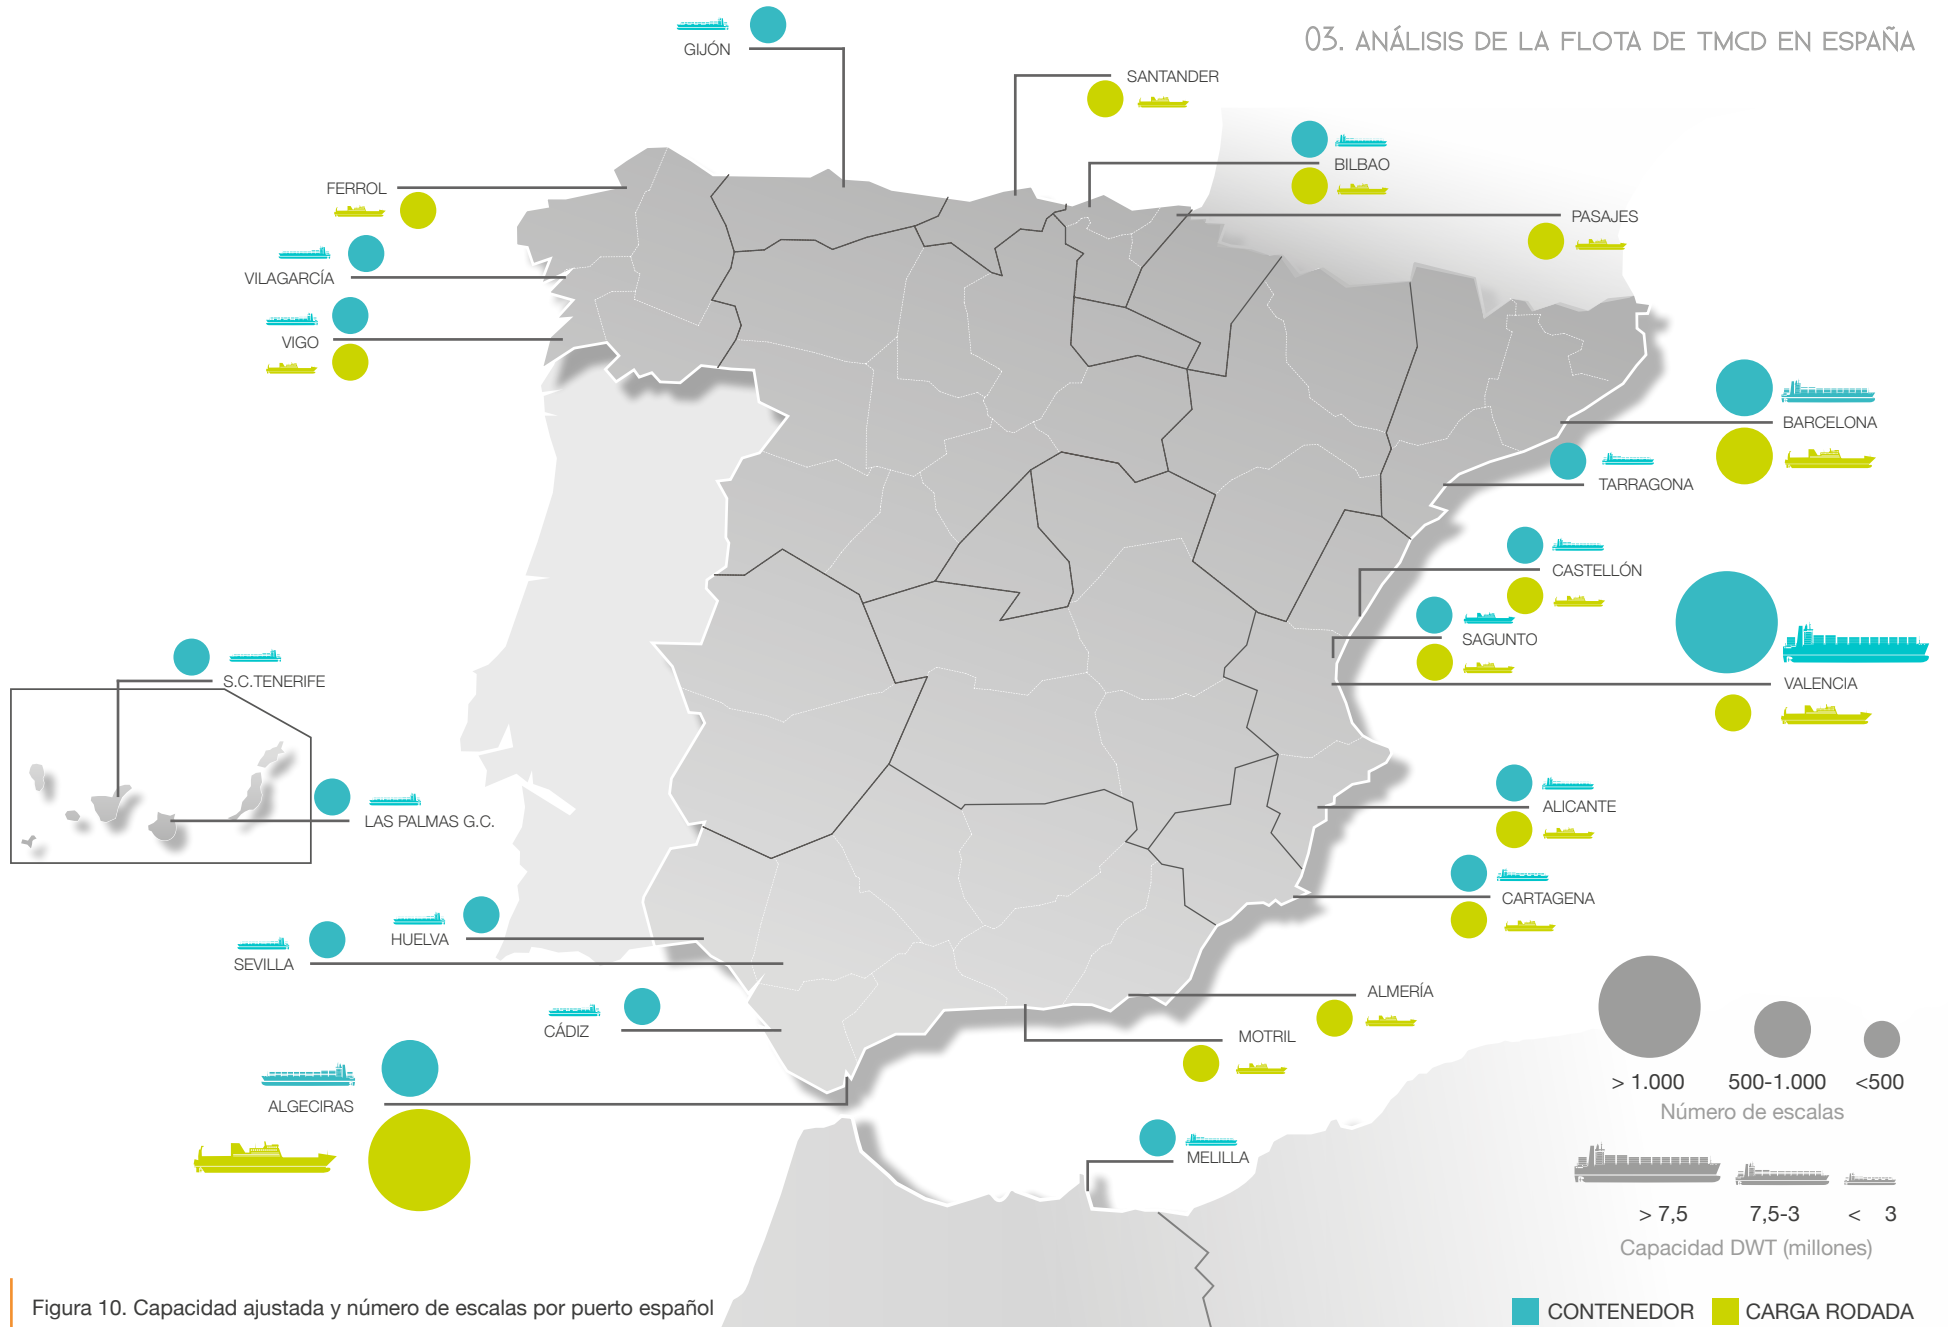 03. ANÁLISIS DE LA FLOTA DE TMCD EN ESPAÑA
GIJÓN
SANTANDER
BILBAO
FERROL
PASAJES
VILAGARCÍA
VIGO
BARCELONA
TARRAGONA
CASTELLÓN
SAGUNTO
S.C.TENERIFE
VALENCIA
ALICANTE
LAS PALMAS G.C.
CARTAGENA
HUELVA
SEVILLA
ALMERÍA
CÁDIZ
MOTRIL
ALGECIRAS
MELILLA
> 1.000 500-1.000 <500
Número de escalas
> 7,5 7,5-3 < 3
Capacidad DWT (millones)
Figura 10. Capacidad ajustada y número de escalas por puerto español
CONTENEDOR CARGA RODADA